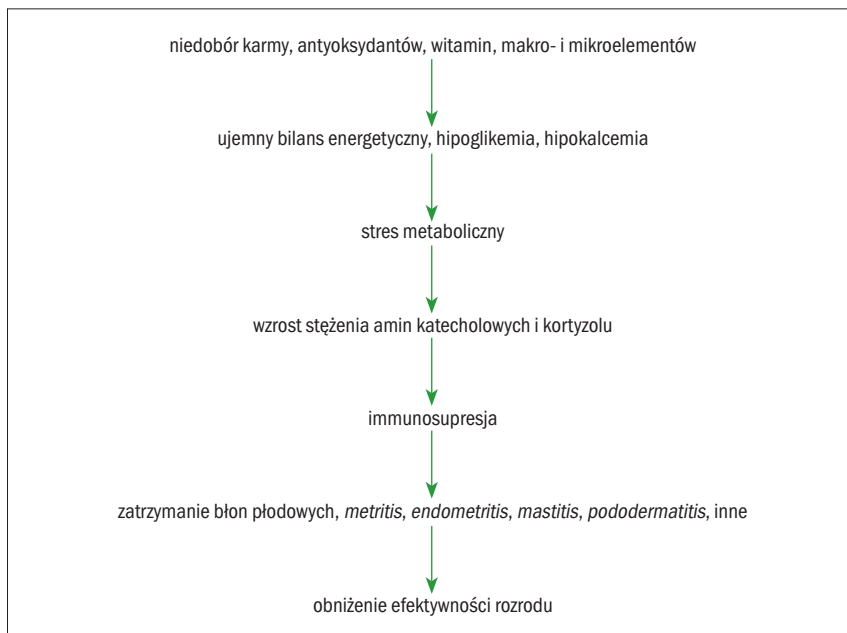 niedobór karmy, antyoksydantów, witamin, makro- i mikroelementów
ujemny bilans energetyczny, hipoglikemia, hipokalcemia
stres metaboliczny
wzrost stężenia amin katecholowych i kortyzolu
immunosupresja
zatrzymanie błon płodowych, metritis, endometritis, mastitis, pododermatitis, inne
obniżenie efektywności rozrodu